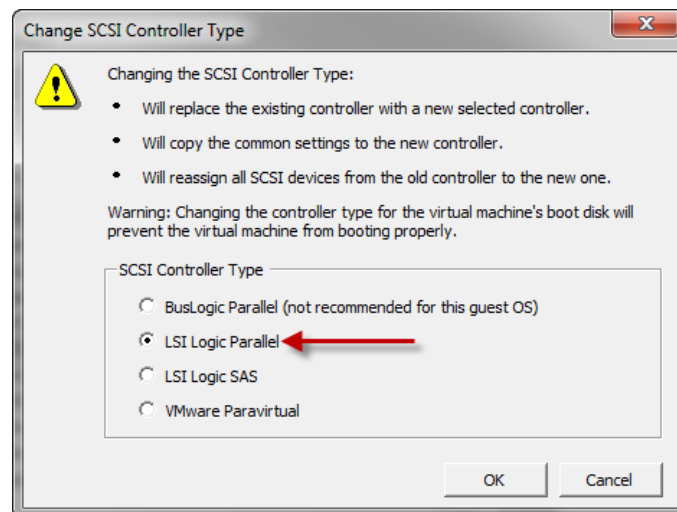 Change SCSI Controller Type
Changing the SCSI Controller Type:
• Will replace the existing controller with a new selected controller.
• Will copy the common settings to the new controller.
• Will reassign all SCSI devices from the old controller to the new one.
Warning: Changing the controller type for the virtual machine's boot disk will
prevent the virtual machine from booting properly.
SCSI Controller Type
BusLogic Parallel (not recommended for this guest OS)
LSI Logic Parallel
LSI Logic SAS
VMware Paravirtual
OK Cancel